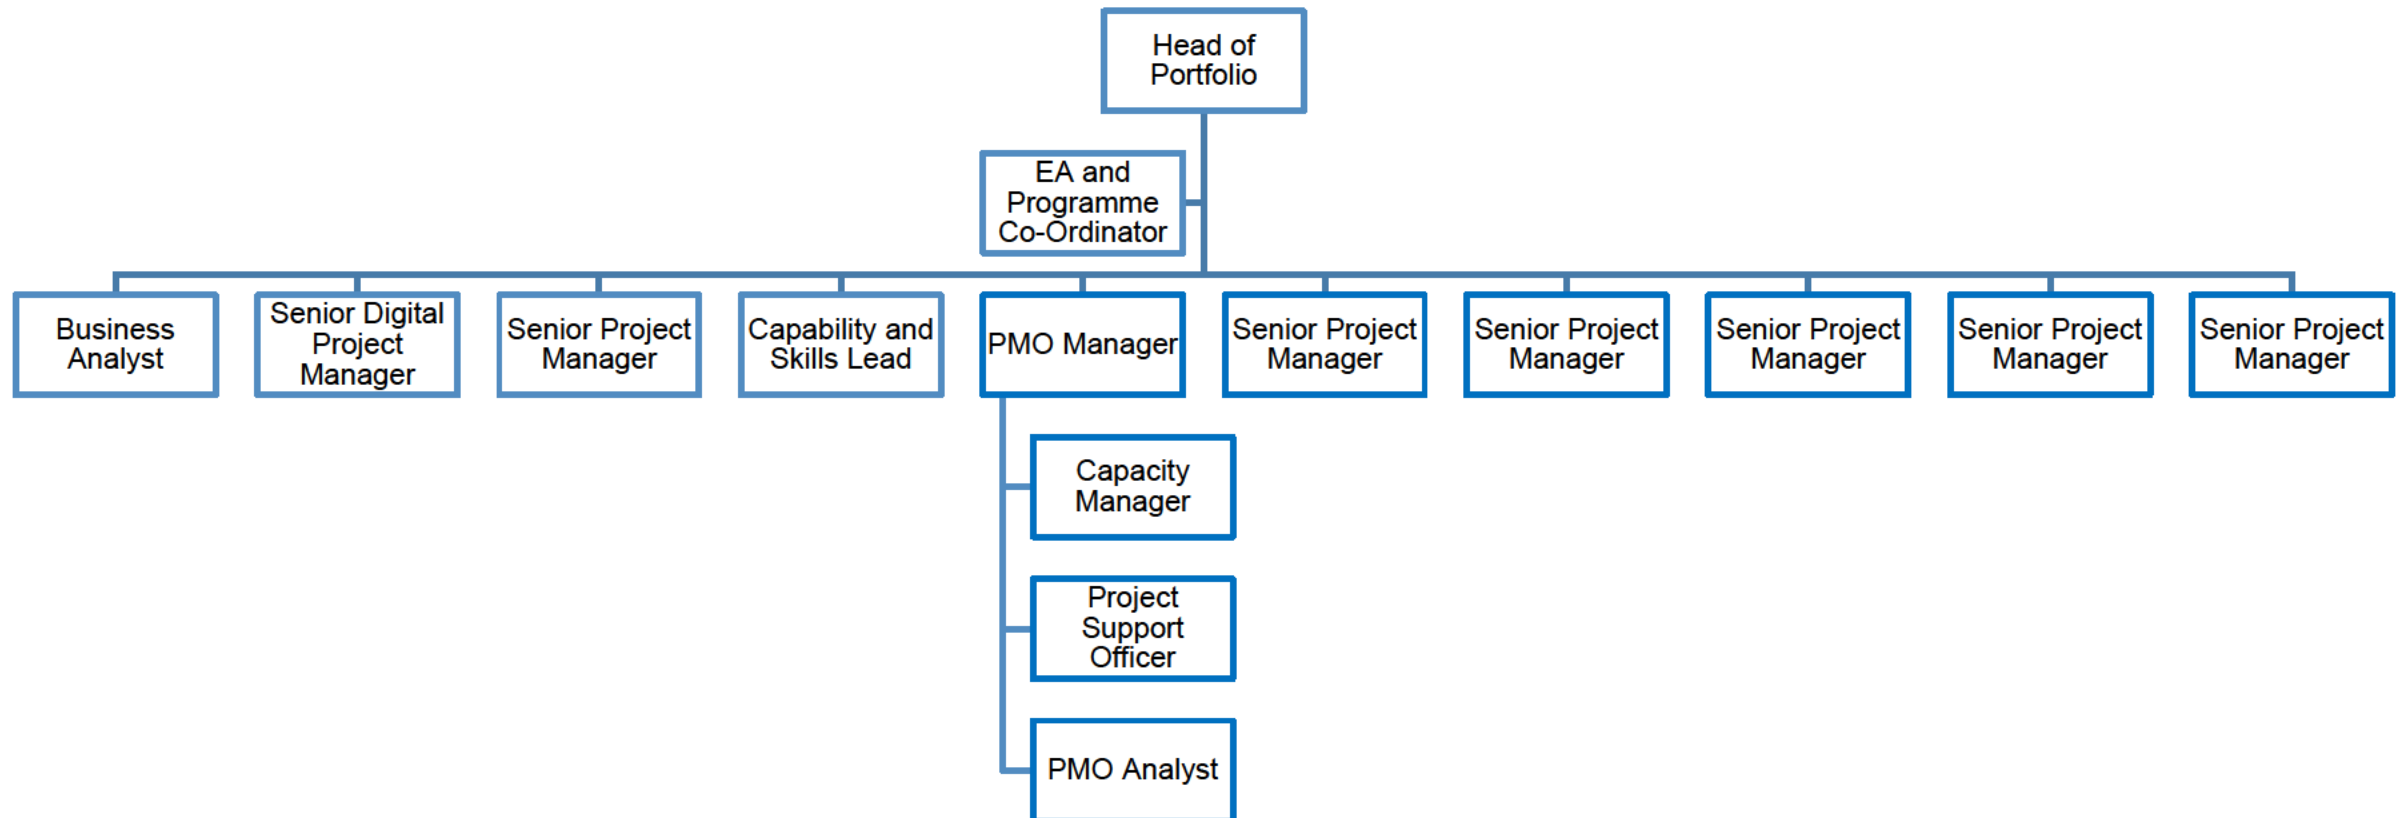 Head of
Portfolio
EA and
Programme
Co-Ordinator
Business
Analyst
Senior Digital
Project
Manager
Senior Project
Manager
Capability and
Skills Lead
PMO Manager
Senior Project
Manager
Senior Project
Manager
Senior Project
Manager
Senior Project
Manager
Senior Project
Manager
Capacity
Manager
Project
Support
Officer
PMO Analyst